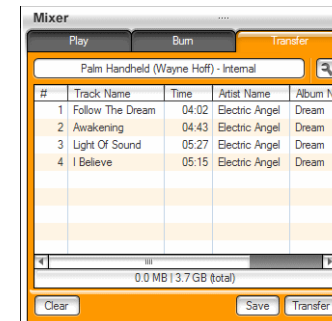 Mixer
Play Burn Transfer
Palm Handheld (Wayne Hoff) - Internal
# Track Name Time Artist Name Album N
1 Follow The Dream 04:02 Electric Angel Dream
2 Awakening 04:43 Electric Angel Dream
3 Light Of Sound 05:27 Electric Angel Dream
4 I Believe 05:15 Electric Angel Dream
0.0 MB | 3.7 GB (total)
Clear Save Transfer